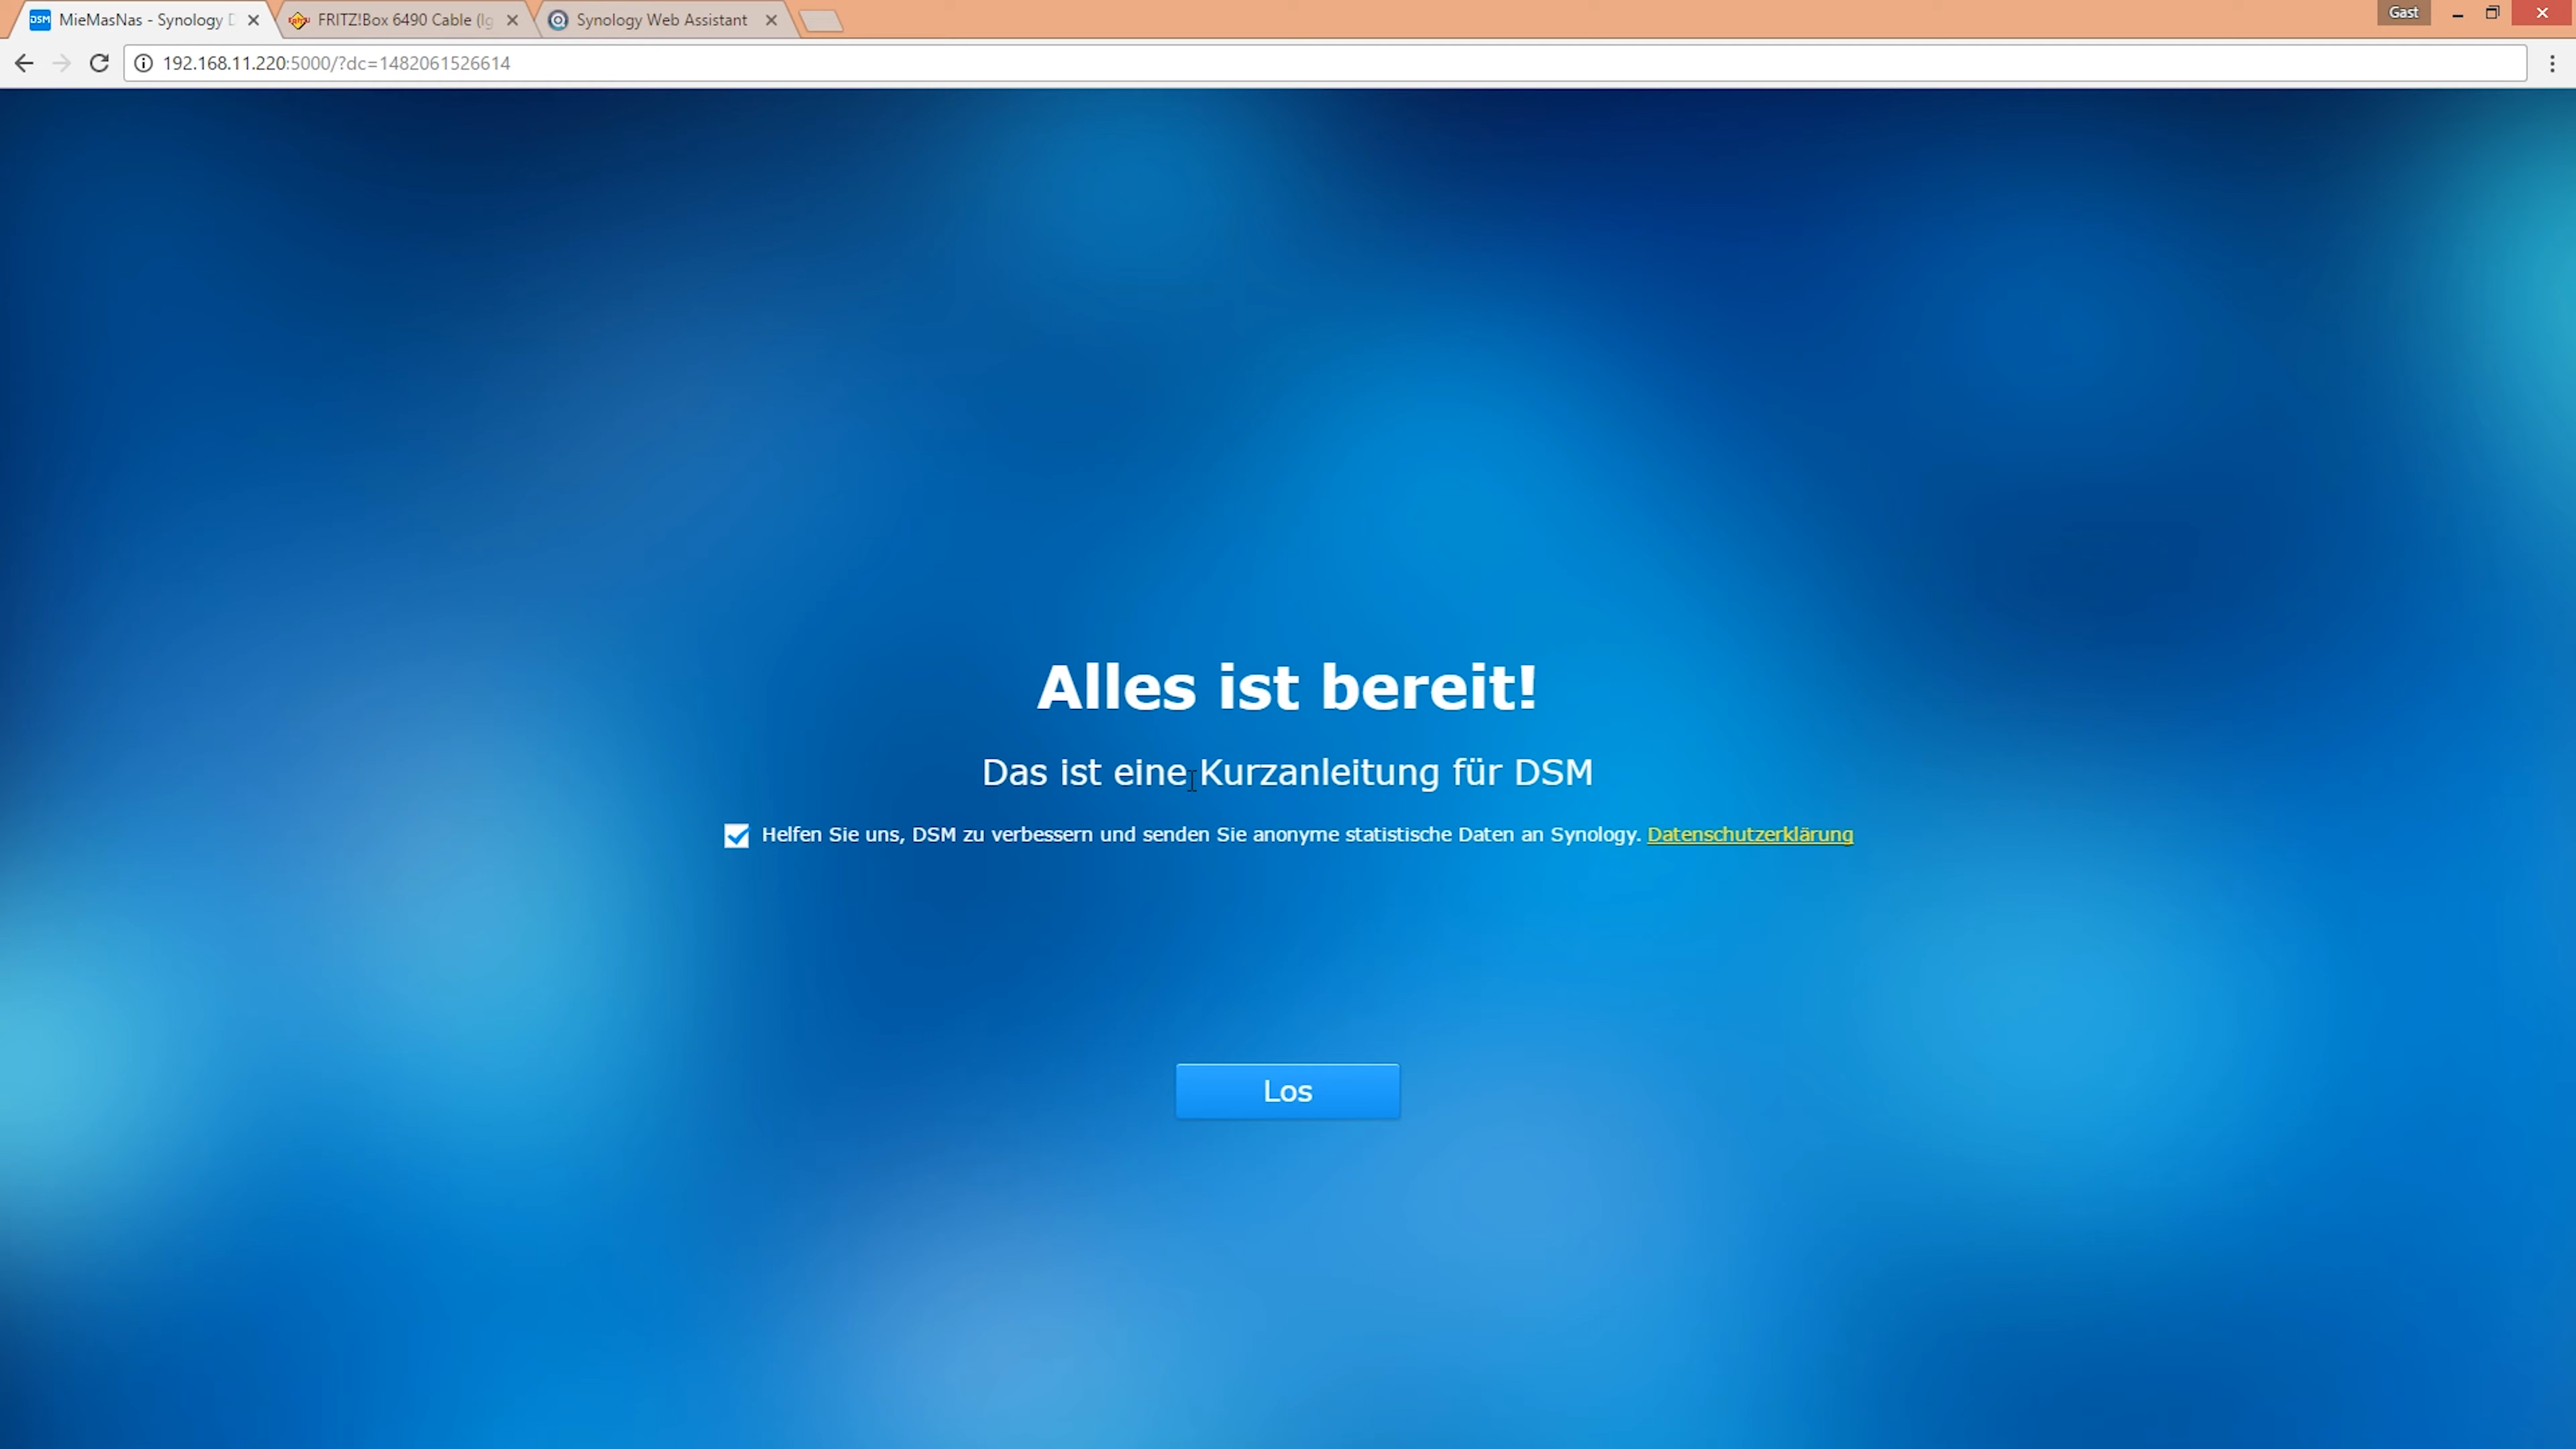 MieMasNas - Synology
FRITZ!Box 6490 Cable (lg
Synology Web Assistant
Gast
192.168.11.220:5000/?dc=1482061526614
Alles ist bereit!
Das ist eine Kurzanleitung für DSM
Helfen Sie uns, DSM zu verbessern und senden Sie anonyme statistische Daten an Synology. Datenschutzerklärung
Los